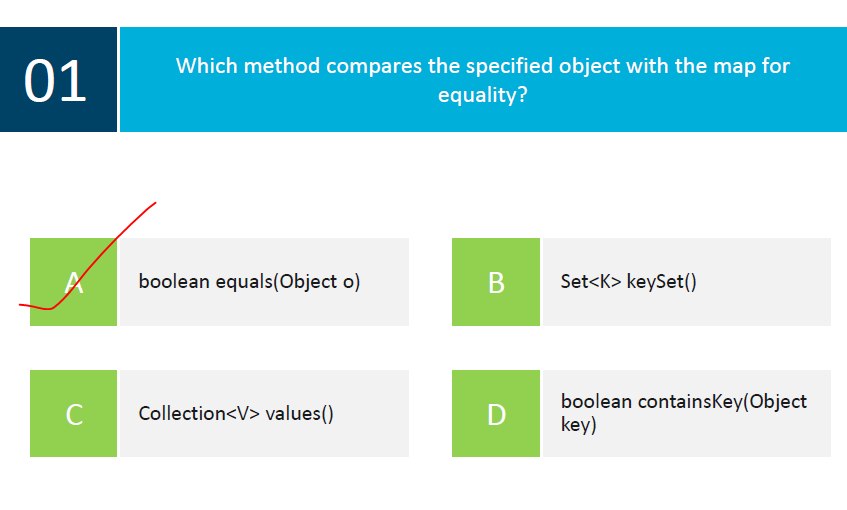 01
Which method compares the specified object with the map for
equality?
A
boolean equals(Object o)
B
Set<K> keySet()
C
Collection<V> values()
D
boolean containsKey(Object
key)